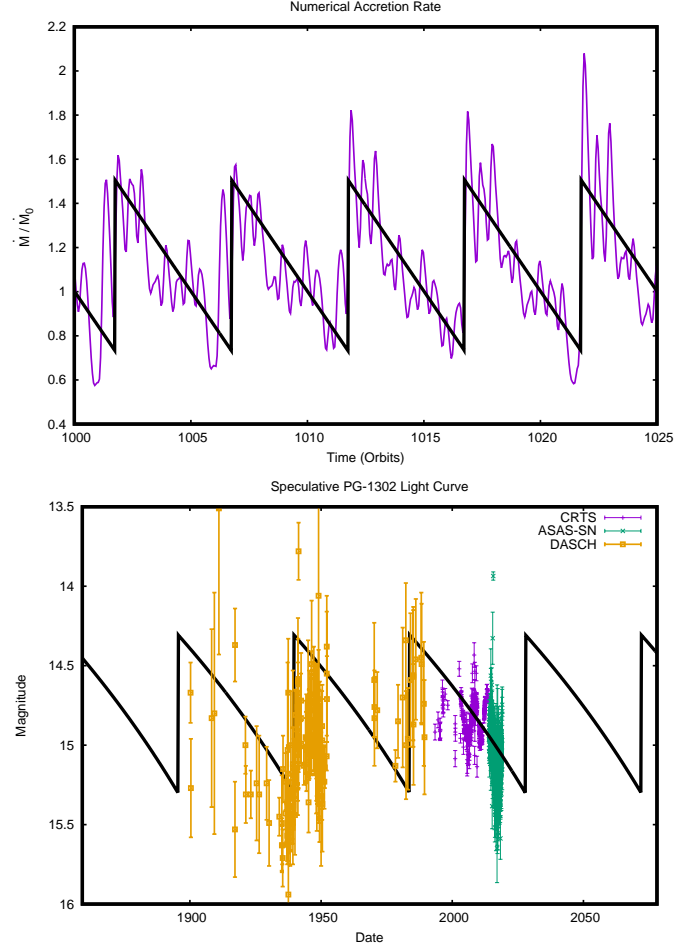 Numerical Accretion Rate
2.2
2
1.8
1.6
1.4
1.2
1
0.8
0.6
0.4
Ṁ / Ṁ₀
1000 1005 1010 1015 1020 1025
Time (Orbits)
Speculative PG-1302 Light Curve
13.5
14
14.5
15
15.5
16
Magnitude
CRTS
ASAS-SN
DASCH
1900 1950 2000 2050
Date